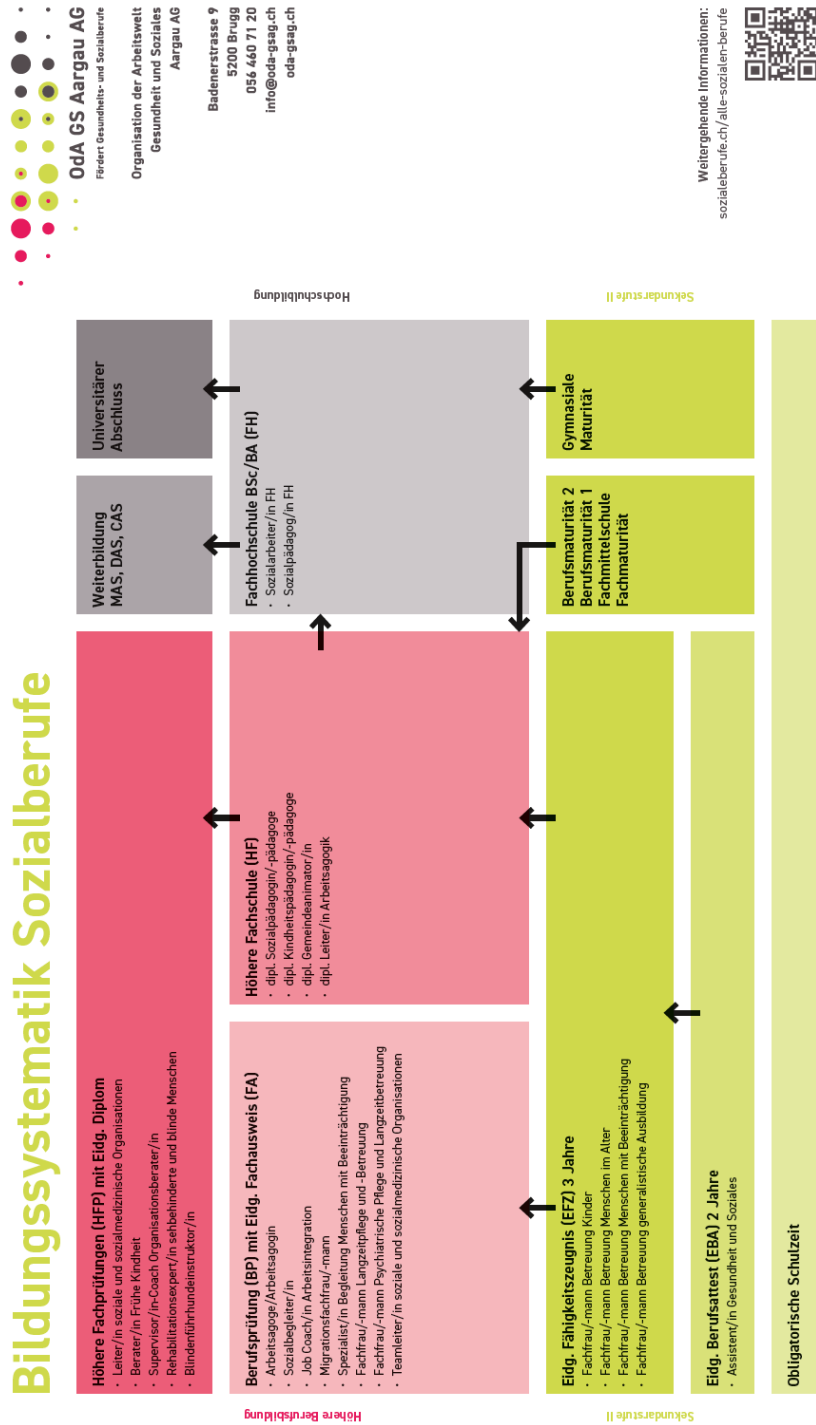 Bildungssystematik Sozialberufe
OdA GS Aargau AG
Fördert Gesundheits- und Sozialberufe
Organisation der Arbeitswelt
Gesundheit und Soziales
Aargau AG
Badenerstrasse 9
5200 Brugg
056 460 71 20
info@oda-gsag.ch
oda-gsag.ch
Höhere Berufsbildung
Höhere Fachprüfungen (HFP) mit Eidg. Diplom
· Leiter/in soziale und sozialmedizinische Organisationen
· Berater/in Frühe Kindheit
· Supervisor/in-Coach Organisationsberater/in
· Rehabilitationsexpert/in sehbehinderte und blinde Menschen
· Blindenführhundeinstruktor/in
Weiterbildung
MAS, DAS, CAS
Universitärer
Abschluss
Hochschulbildung
Berufsprüfung (BP) mit Eidg. Fachausweis (FA)
· Arbeitsagoge/Arbeitsagogin
· Sozialbegleiter/in
· Job Coach/in Arbeitsintegration
· Migrationsfachfrau/-mann
· Spezialist/in Begleitung Menschen mit Beeinträchtigung
· Fachfrau/-mann Langzeitpflege und -Betreuung
· Fachfrau/-mann Psychiatrische Pflege und Langzeitbetreuung
· Teamleiter/in soziale und sozialmedizinische Organisationen
Höhere Fachschule (HF)
· dipl. Sozialpädagogin/-pädagoge
· dipl. Kindheitspädagogin/-pädagoge
· dipl. Gemeindeanimator/in
· dipl. Leiter/in Arbeitsagogik
Fachhochschule BSc/BA (FH)
· Sozialarbeiter/in FH
· Sozialpädagog/in FH
Sekundarstufe II
Eidg. Fähigkeitszeugnis (EFZ) 3 Jahre
· Fachfrau/-mann Betreuung Kinder
· Fachfrau/-mann Betreuung Menschen im Alter
· Fachfrau/-mann Betreuung Menschen mit Beeinträchtigung
· Fachfrau/-mann Betreuung generalistische Ausbildung
Berufsmaturität 2
Berufsmaturität 1
Fachmittelschule
Fachmaturität
Gymnasiale
Maturität
Sekundarstufe II
Eidg. Berufsattest (EBA) 2 Jahre
· Assistent/in Gesundheit und Soziales
Obligatorische Schulzeit
Weitergehende Informationen:
sozialeberufe.ch/alle-sozialen-berufe